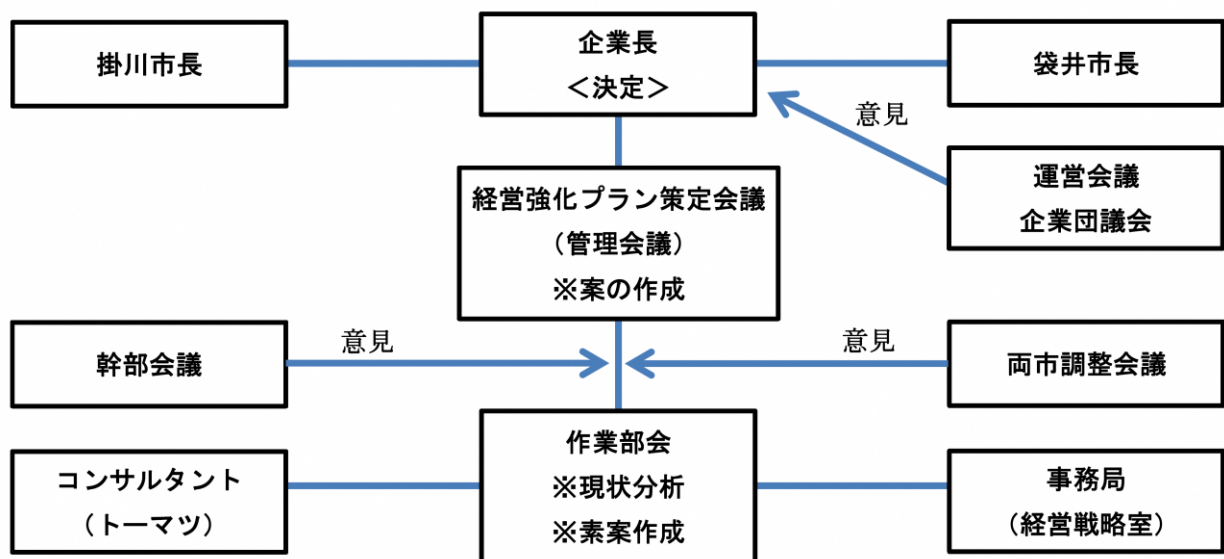 掛川市長
企業長
＜決定＞
袋井市長
意見
運営会議
企業団議会
経営強化プラン策定会議
（管理会議）
※案の作成
幹部会議
意見
意見
両市調整会議
作業部会
※現状分析
※素案作成
コンサルタント
（トーマツ）
事務局
（経営戦略室）